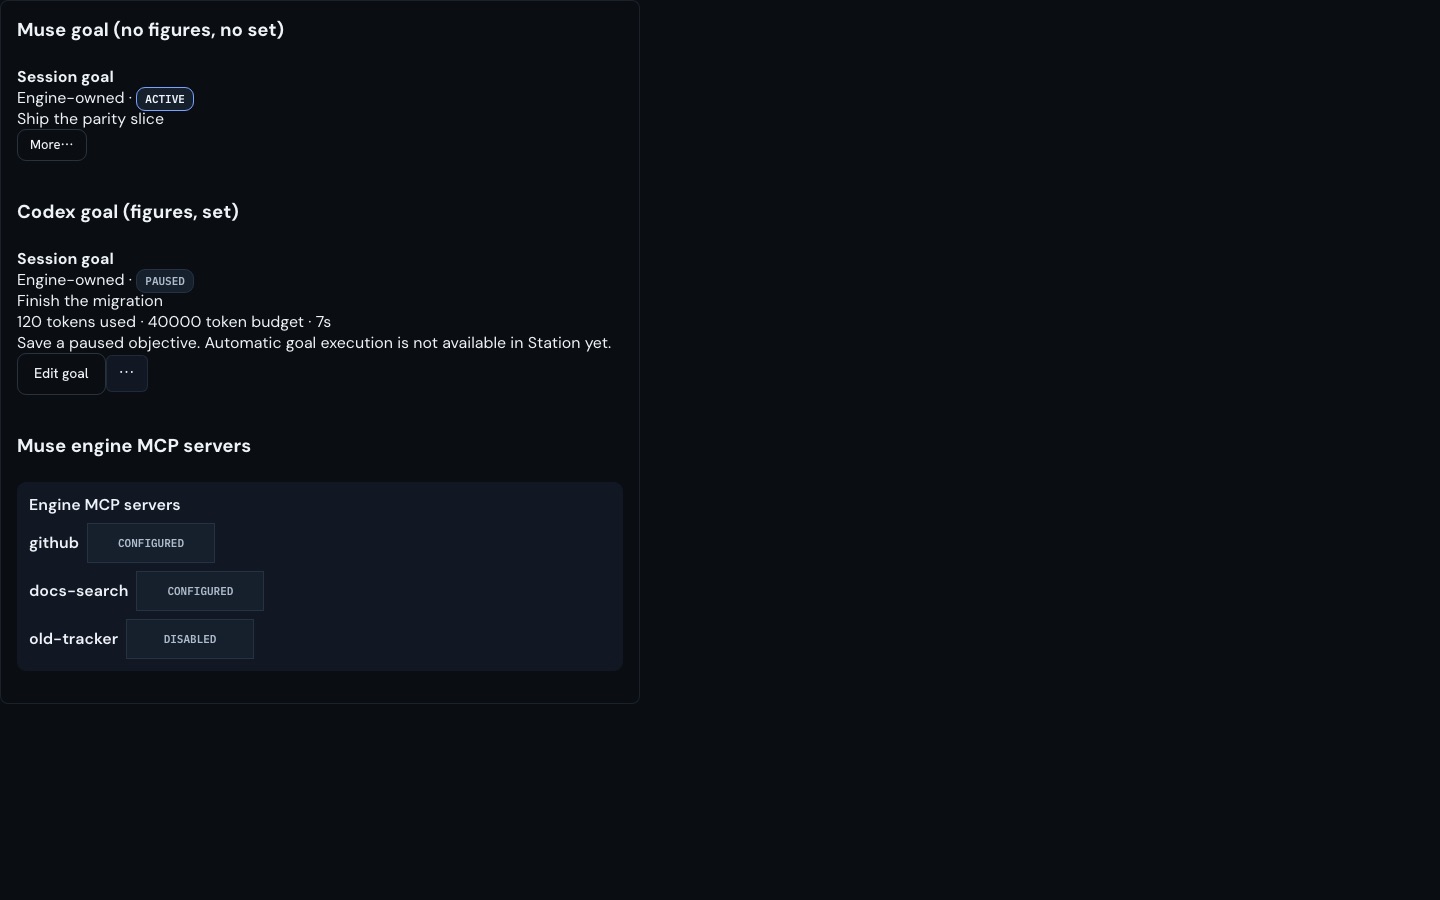 Muse goal (no figures, no set)
Session goal
Engine-owned · ACTIVE
Ship the parity slice
More···
Codex goal (figures, set)
Session goal
Engine-owned · PAUSED
Finish the migration
120 tokens used · 40000 token budget · 7s
Save a paused objective. Automatic goal execution is not available in Station yet.
Edit goal ···
Muse engine MCP servers
Engine MCP servers
github CONFIGURED
docs-search CONFIGURED
old-tracker DISABLED